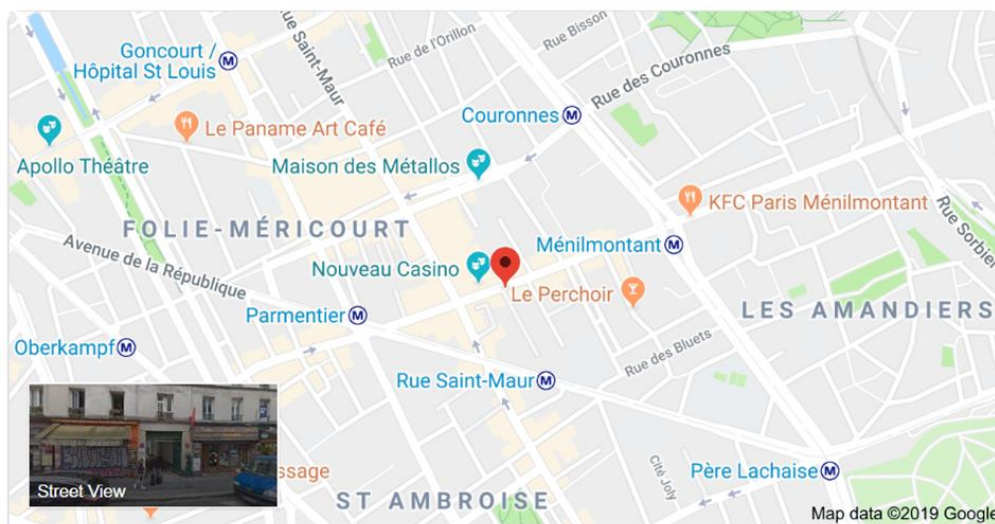 Goncourt /
Hôpital St Louis
Rue Saint-Maur
Rue de l'Orillon
Rue Bisson
Rue des Couronnes
Couronnes
Le Paname Art Café
Apollo Théâtre
Maison des Métallos
KFC Paris Ménilmontant
Rue Sorbier
FOLIE-MÉRICOURT
Avenue de la République
Ménilmontant
Nouveau Casino
Le Perchoir
LES AMANDIERS
Parmentier
Oberkampf
Rue des Bluets
Rue Saint-Maur
Père Lachaise
Cité Joly
ssage
ST AMBROISE
Street View
Map data ©2019 Google